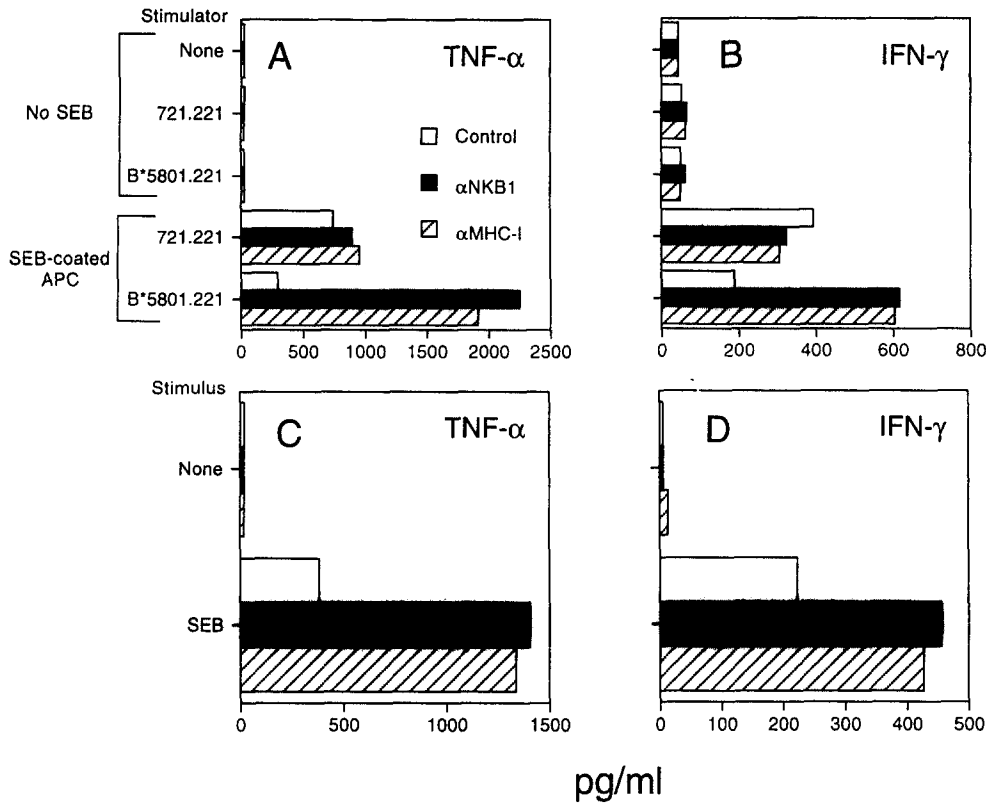 Stimulator
None
No SEB
721.221
B*5801.221
SEB-coated
APC
721.221
B*5801.221
A
TNF-α
Control
αNKB1
αMHC-I
0 500 1000 1500 2000 2500
B
IFN-γ
0 200 400 600 800
Stimulus
None
SEB
C
TNF-α
0 500 1000 1500
D
IFN-γ
0 100 200 300 400 500
pg/ml